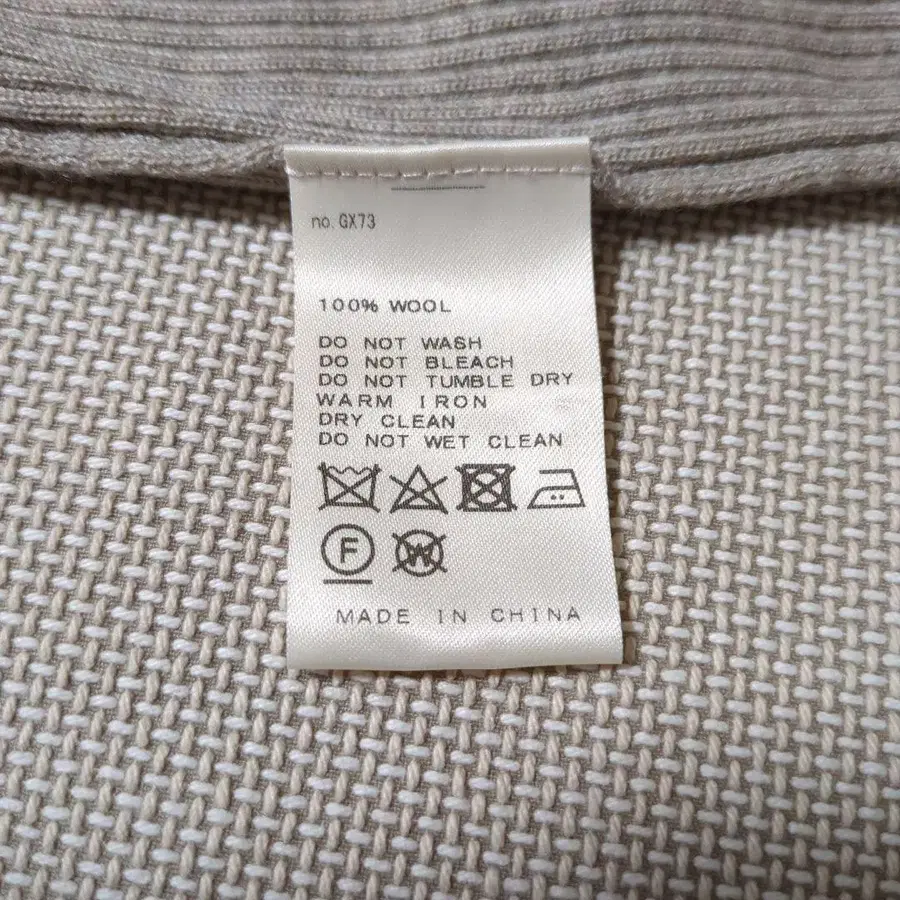 no. GX73
100% WOOL
DO NOT WASH
DO NOT BLEACH
DO NOT TUMBLE DRY
WARM IRON
DRY CLEAN
DO NOT WET CLEAN
F W
MADE IN CHINA